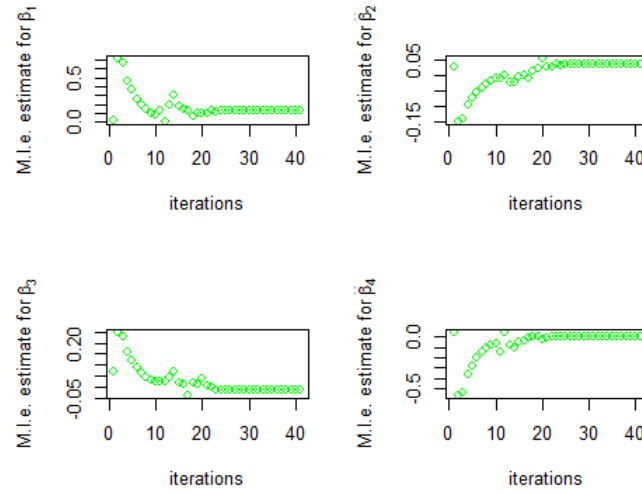 M.l.e. estimate for β₁
0.0 0.5
0 10 20 30 40
iterations
M.l.e. estimate for β₂
-0.15 0.05
0 10 20 30 40
iterations
M.l.e. estimate for β₃
-0.05 0.20
0 10 20 30 40
iterations
M.l.e. estimate for β₄
-0.5 0.0
0 10 20 30 40
iterations